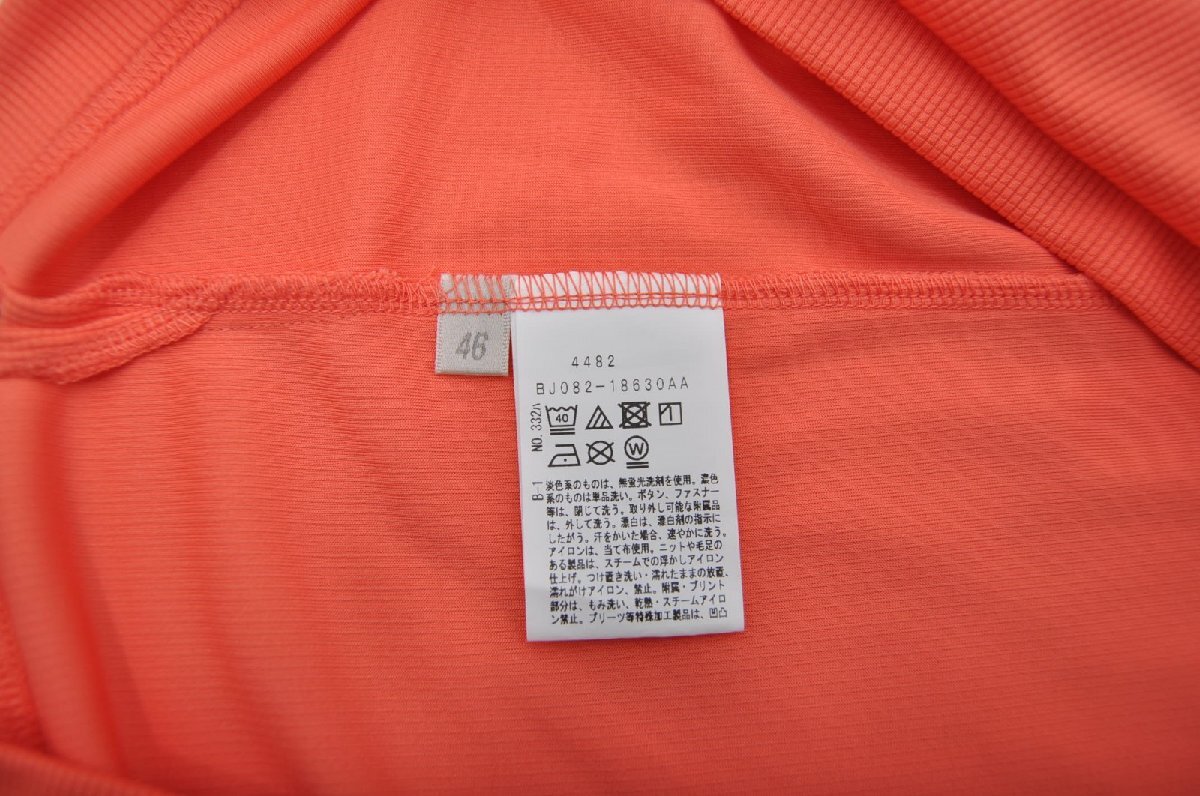 46
4482
BJ082-18630AA
NO.332A
40
W
B-1
淡色系のものは、無蛍光洗剤を使用。濃色
系のものは単品洗い。ボタン、ファスナー
等は、閉じて洗う。取り外し可能な附属品
は、外して洗う。漂白は、漂白剤の指示に
したがう。汗をかいた場合、速やかに洗う。
アイロンは、当て布使用。ニットや毛足の
ある製品は、スチームでの浮かしアイロン
仕上げ。つけ置き洗い・濡れたままの放置、
濡れがけアイロン、禁止。附属・プリント
部分は、もみ洗い、乾熱・スチームアイロ
ン禁止。プリーツ等特殊加工製品は、凹凸